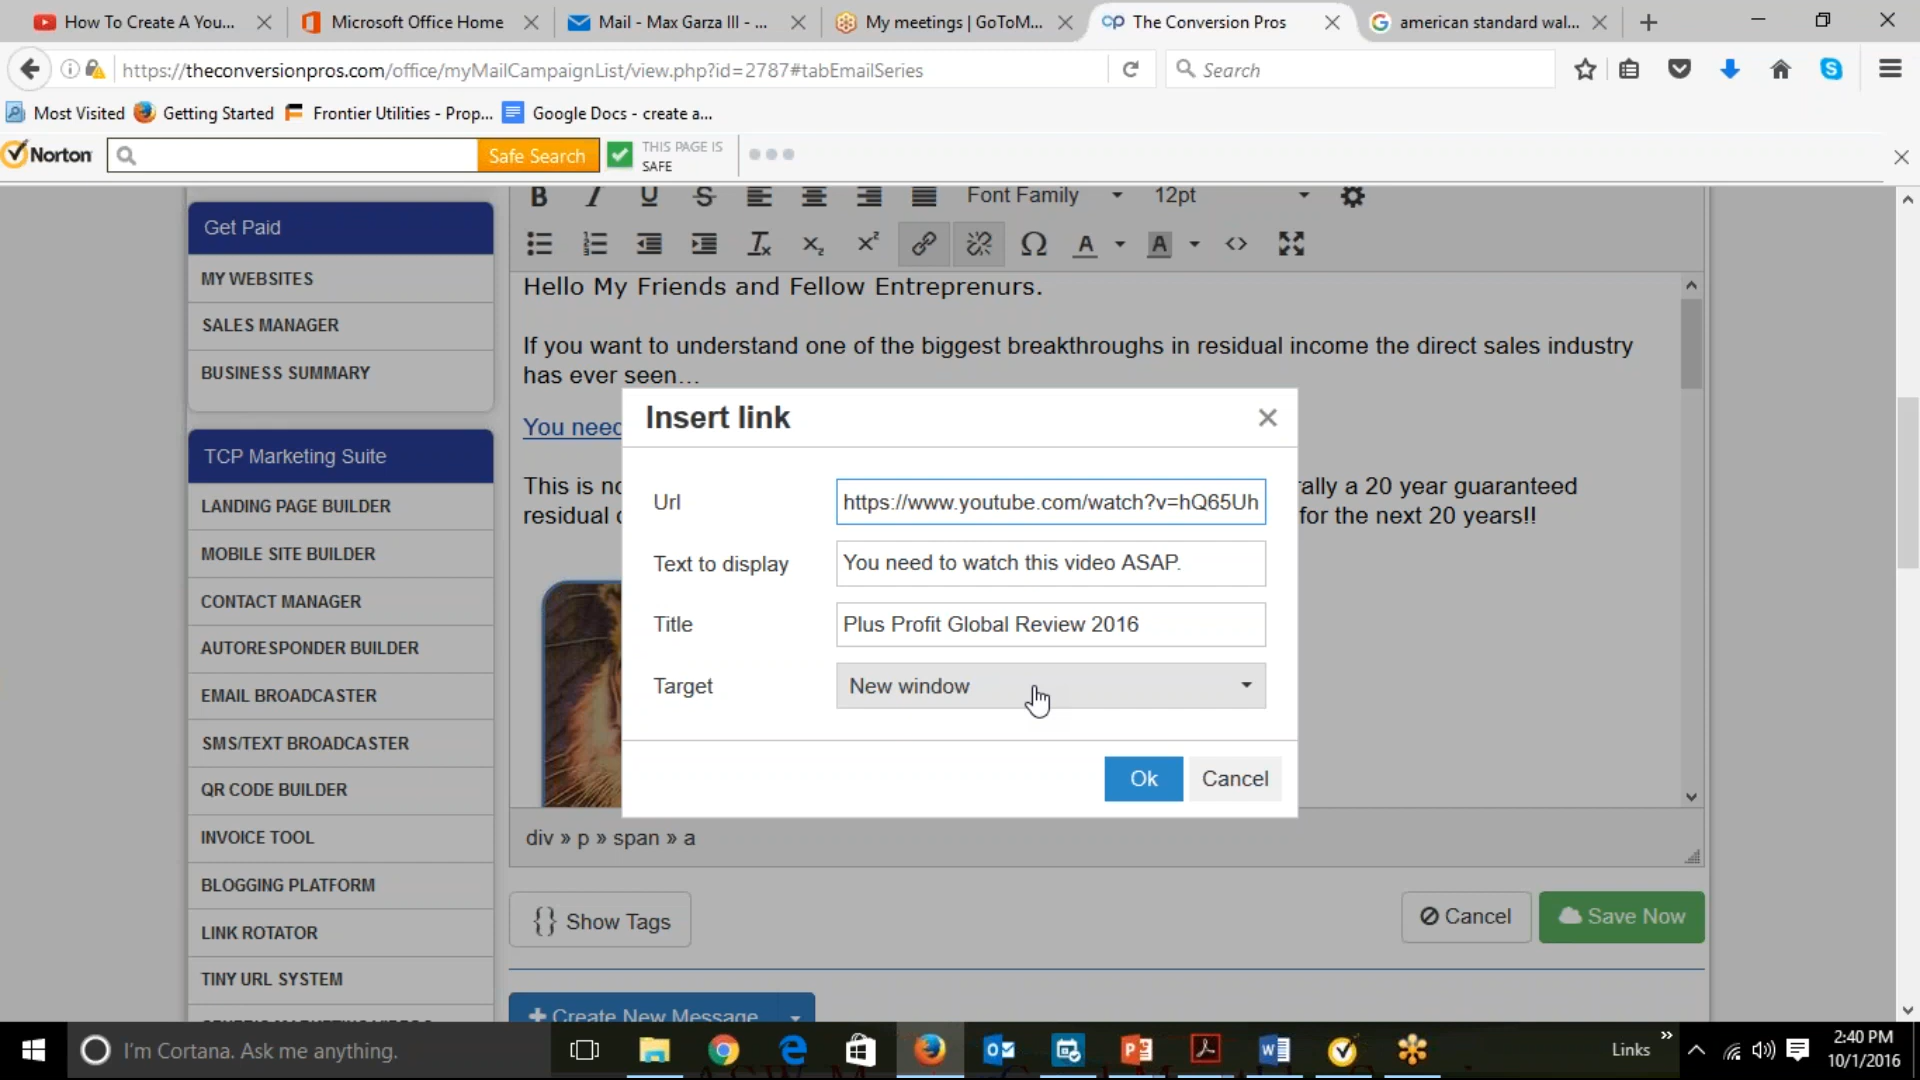 How To Create A You...
Microsoft Office Home
Mail - Max Garza III - ...
My meetings | GoToM...
The Conversion Pros
american standard wal...
https://theconversionpros.com/office/myMailCampaignList/view.php?id=2787#tabEmailSeries
Search
Most Visited
Getting Started
Frontier Utilities - Prop...
Google Docs - create a...
Norton
Safe Search
THIS PAGE IS
SAFE
Get Paid
MY WEBSITES
SALES MANAGER
BUSINESS SUMMARY
TCP Marketing Suite
LANDING PAGE BUILDER
MOBILE SITE BUILDER
CONTACT MANAGER
AUTORESPONDER BUILDER
EMAIL BROADCASTER
SMS/TEXT BROADCASTER
QR CODE BUILDER
INVOICE TOOL
BLOGGING PLATFORM
LINK ROTATOR
TINY URL SYSTEM
Font Family
12pt
Hello My Friends and Fellow Entreprenurs.
If you want to understand one of the biggest breakthroughs in residual income the direct sales industry
has ever seen...
You need
This is
rally a 20 year guaranteed
residual
for the next 20 years!!
Insert link
Url
https://www.youtube.com/watch?v=hQ65Uh
Text to display
You need to watch this video ASAP.
Title
Plus Profit Global Review 2016
Target
New window
Ok
Cancel
div » p » span » a
{} Show Tags
Cancel
Save Now
+ Create New Message
I'm Cortana. Ask me anything.
Links
2:40 PM
10/1/2016